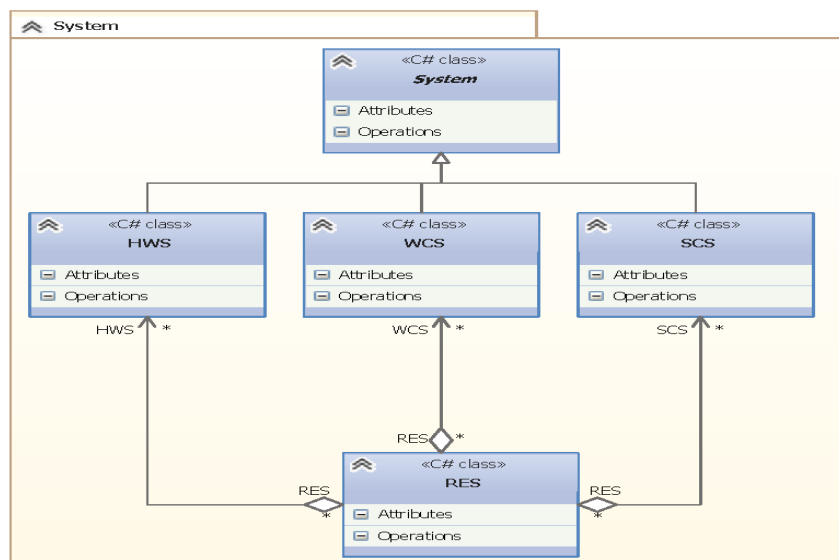 System
«C# class»
System
Attributes
Operations
«C# class»
HWS
Attributes
Operations
«C# class»
WCS
Attributes
Operations
«C# class»
SCS
Attributes
Operations
HWS *
WCS *
SCS *
RES *
«C# class»
RES
Attributes
Operations
RES
*
RES
*